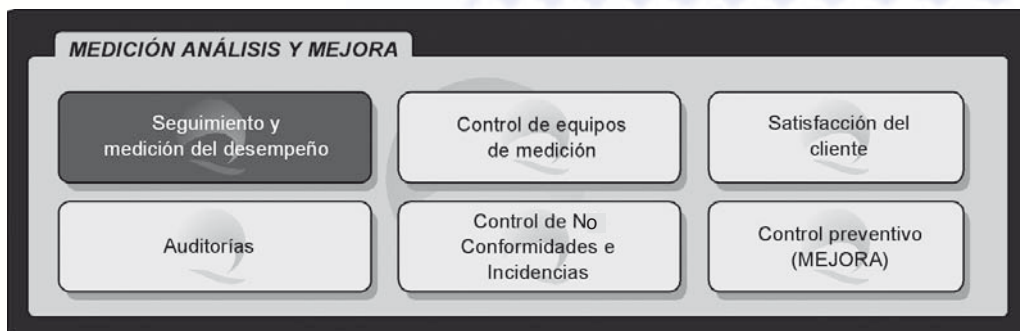 MEDICIÓN ANÁLISIS Y MEJORA
Seguimiento y
medición del desempeño
Control de equipos
de medición
Satisfacción del
cliente
Auditorías
Control de No
Conformidades e
Incidencias
Control preventivo
(MEJORA)